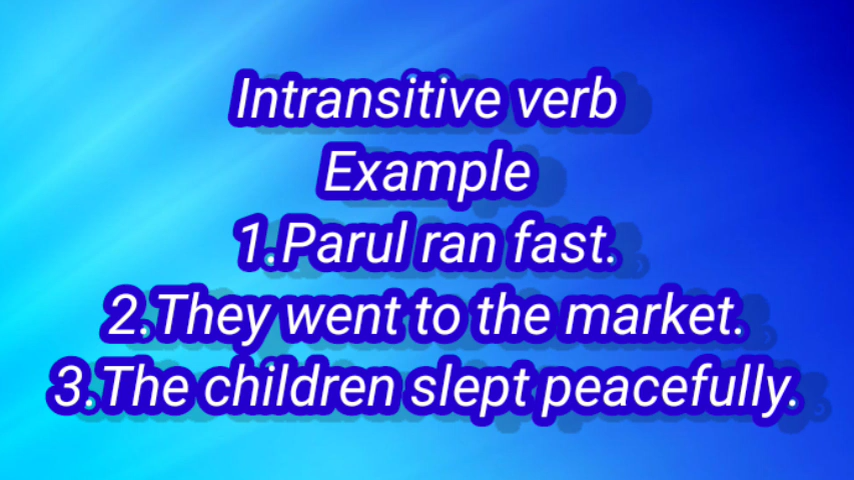 Intransitive verb
Example
1.Parul ran fast.
2.They went to the market.
3.The children slept peacefully.